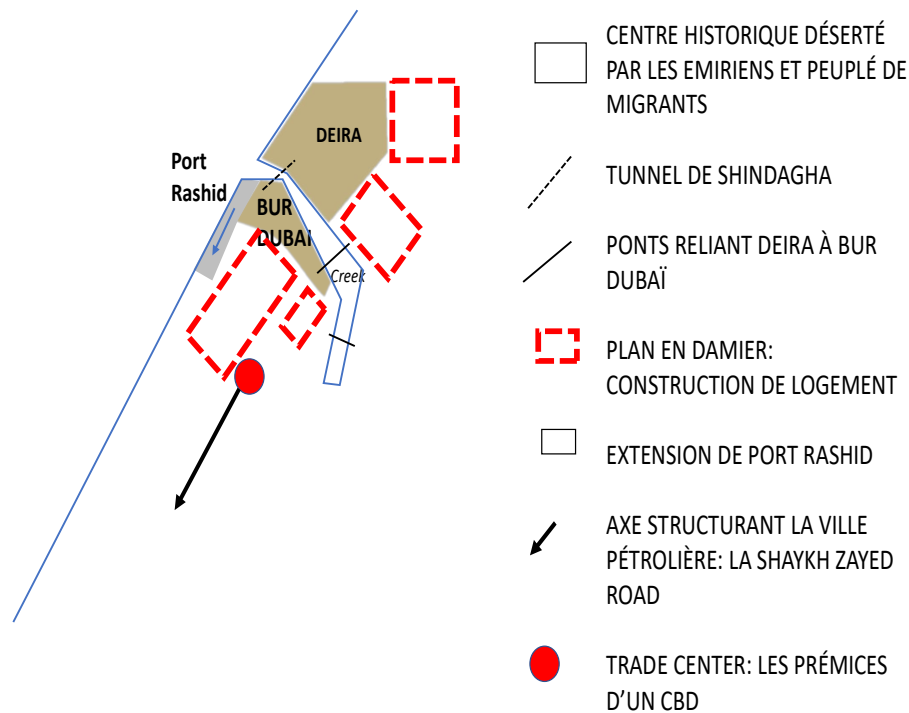 DEIRA
Port
Rashid
BUR
DUBAI
Creek
CENTRE HISTORIQUE DÉSERTÉ
PAR LES EMIRIENS ET PEUPLÉ DE
MIGRANTS
TUNNEL DE SHINDAGHA
PONTS RELIANT DEIRA À BUR
DUBAÏ
PLAN EN DAMIER:
CONSTRUCTION DE LOGEMENT
EXTENSION DE PORT RASHID
AXE STRUCTURANT LA VILLE
PÉTROLIÈRE: LA SHAYKH ZAYED
ROAD
TRADE CENTER: LES PRÉMICES
D'UN CBD